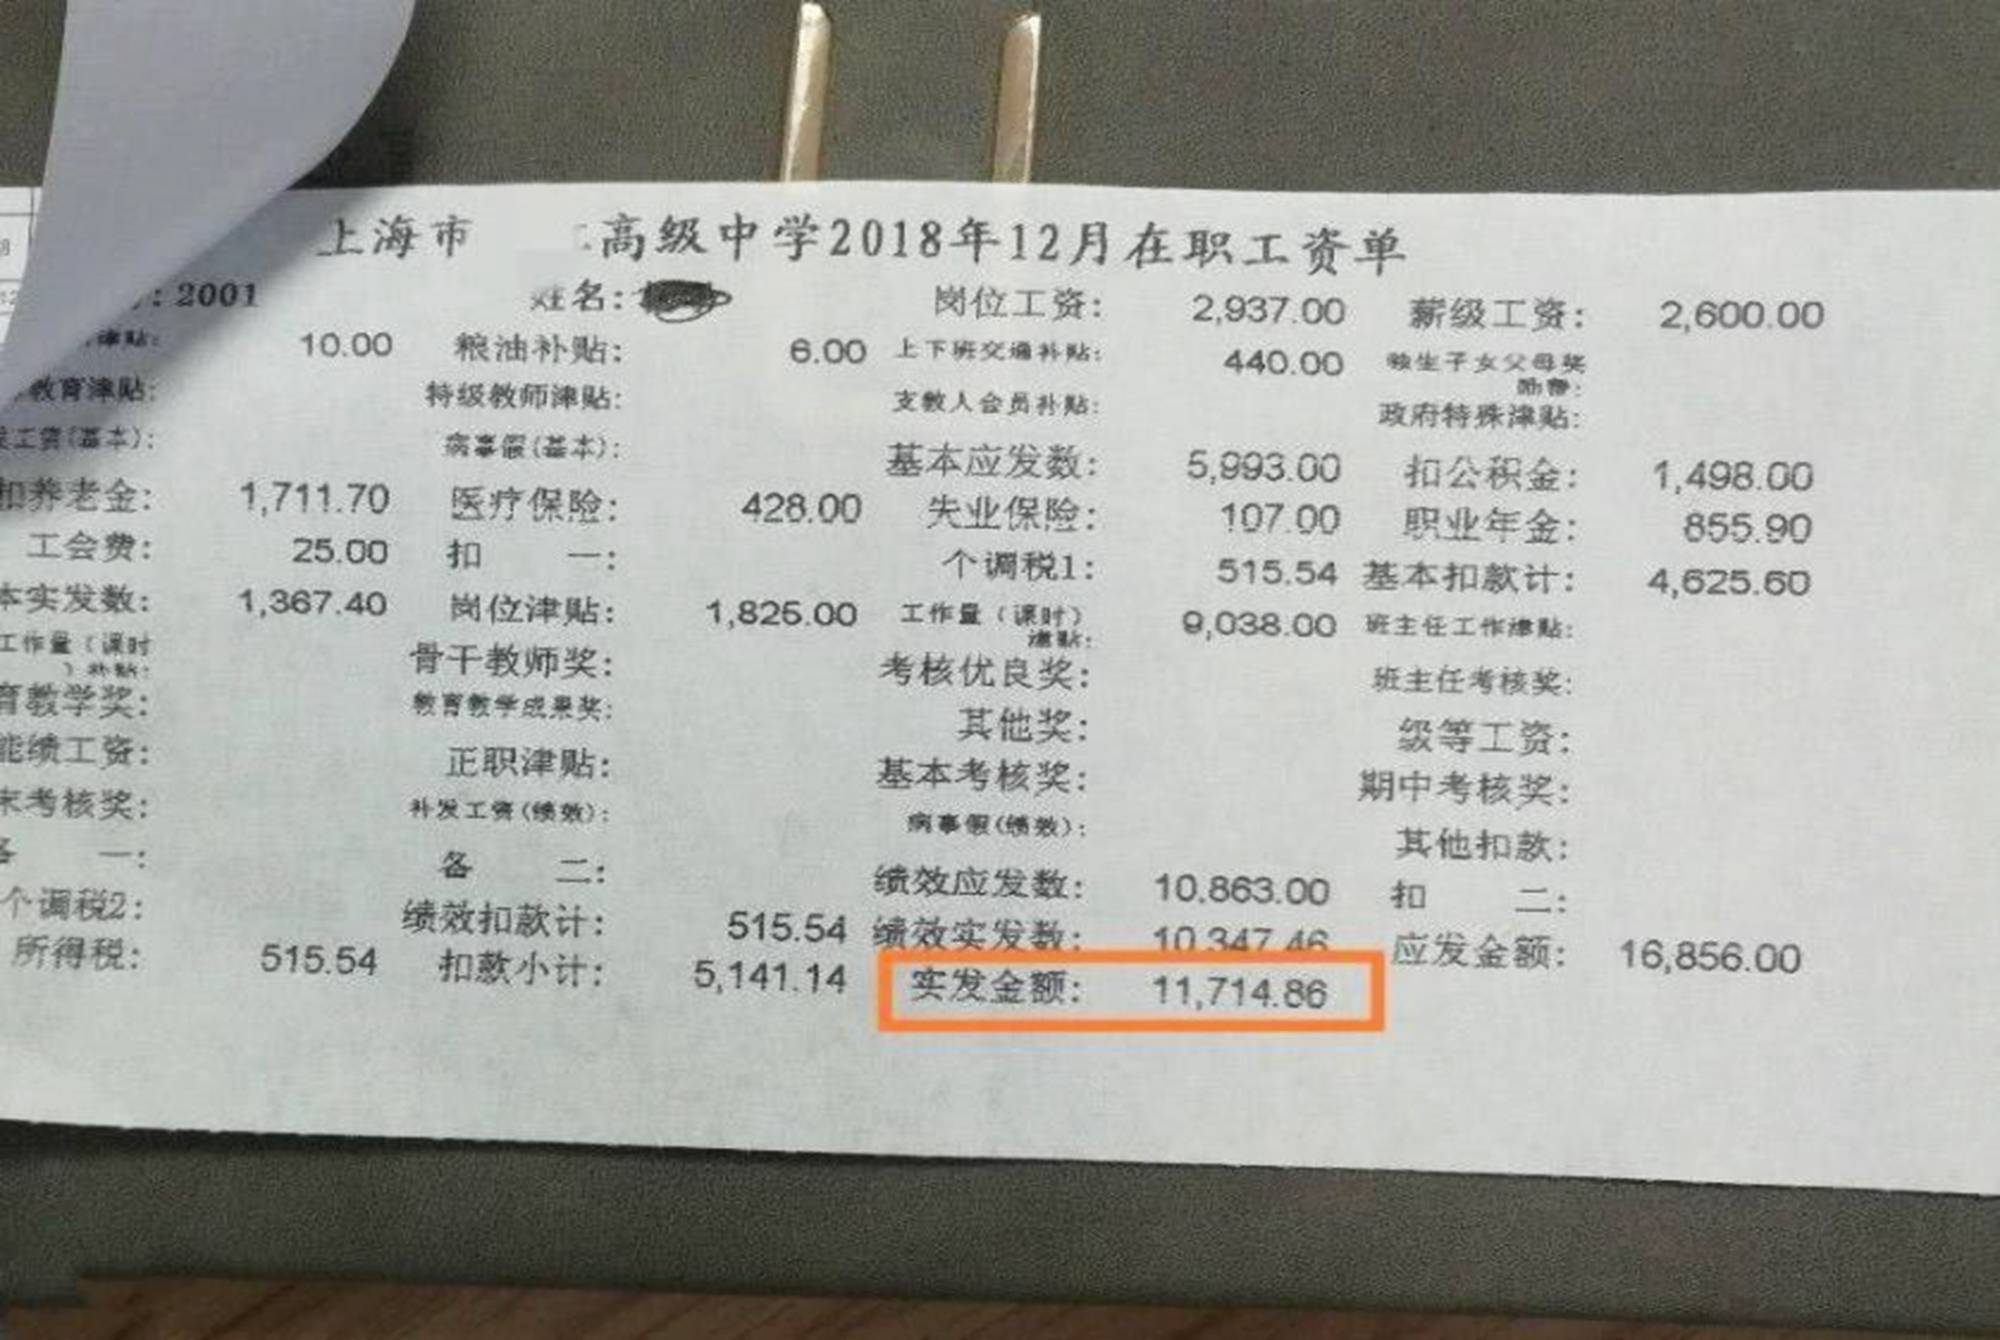 上海市 高级中学2018年12月在职工资单
: 2001 姓名: 岗位工资: 2,937.00 薪级工资: 2,600.00
津贴: 10.00 粮油补贴: 6.00 上下班交通补贴: 440.00 独生子女父母奖
励费:
教育津贴: 特级教师津贴: 支教人会员补贴: 政府特殊津贴:
工资(基本): 病事假(基本): 基本应发数: 5,993.00 扣公积金: 1,498.00
扣养老金: 1,711.70 医疗保险: 428.00 失业保险: 107.00 职业年金: 855.90
工会费: 25.00 扣 一: 个调税1: 515.54 基本扣款计: 4,625.60
本实发数: 1,367.40 岗位津贴: 1,825.00 工作量(课时) 9,038.00 班主任工作津贴:
津贴:
工作量(课时 骨干教师奖: 考核优良奖: 班主任考核奖:
)补贴:
育教学奖: 教育教学成果奖: 其他奖: 级等工资:
能绩工资: 正职津贴: 基本考核奖: 期中考核奖:
末考核奖: 补发工资(绩效): 病事假(绩效): 其他扣款:
备 一: 备 二: 绩效应发数: 10.863.00 扣 二:
个调税2: 绩效扣款计: 515.54 绩效实发数: 10,347.46 应发金额: 16,856.00
所得税: 515.54 扣款小计: 5,141.14 实发金额: 11,714.86